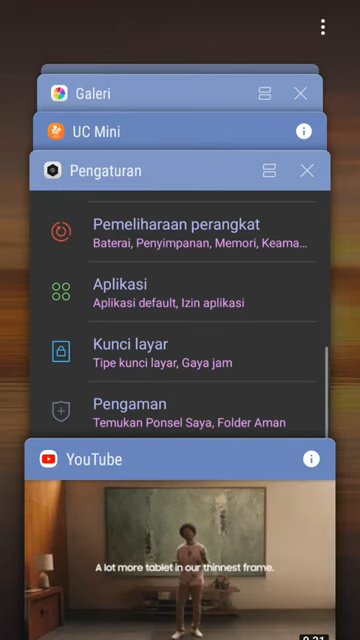 Galeri
UC Mini
Pengaturan
Pemeliharaan perangkat
Baterai, Penyimpanan, Memori, Keama...
Aplikasi
Aplikasi default, Izin aplikasi
Kunci layar
Tipe kunci layar, Gaya jam
Pengaman
Temukan Ponsel Saya, Folder Aman
YouTube
A lot more tablet in our thinnest frame.